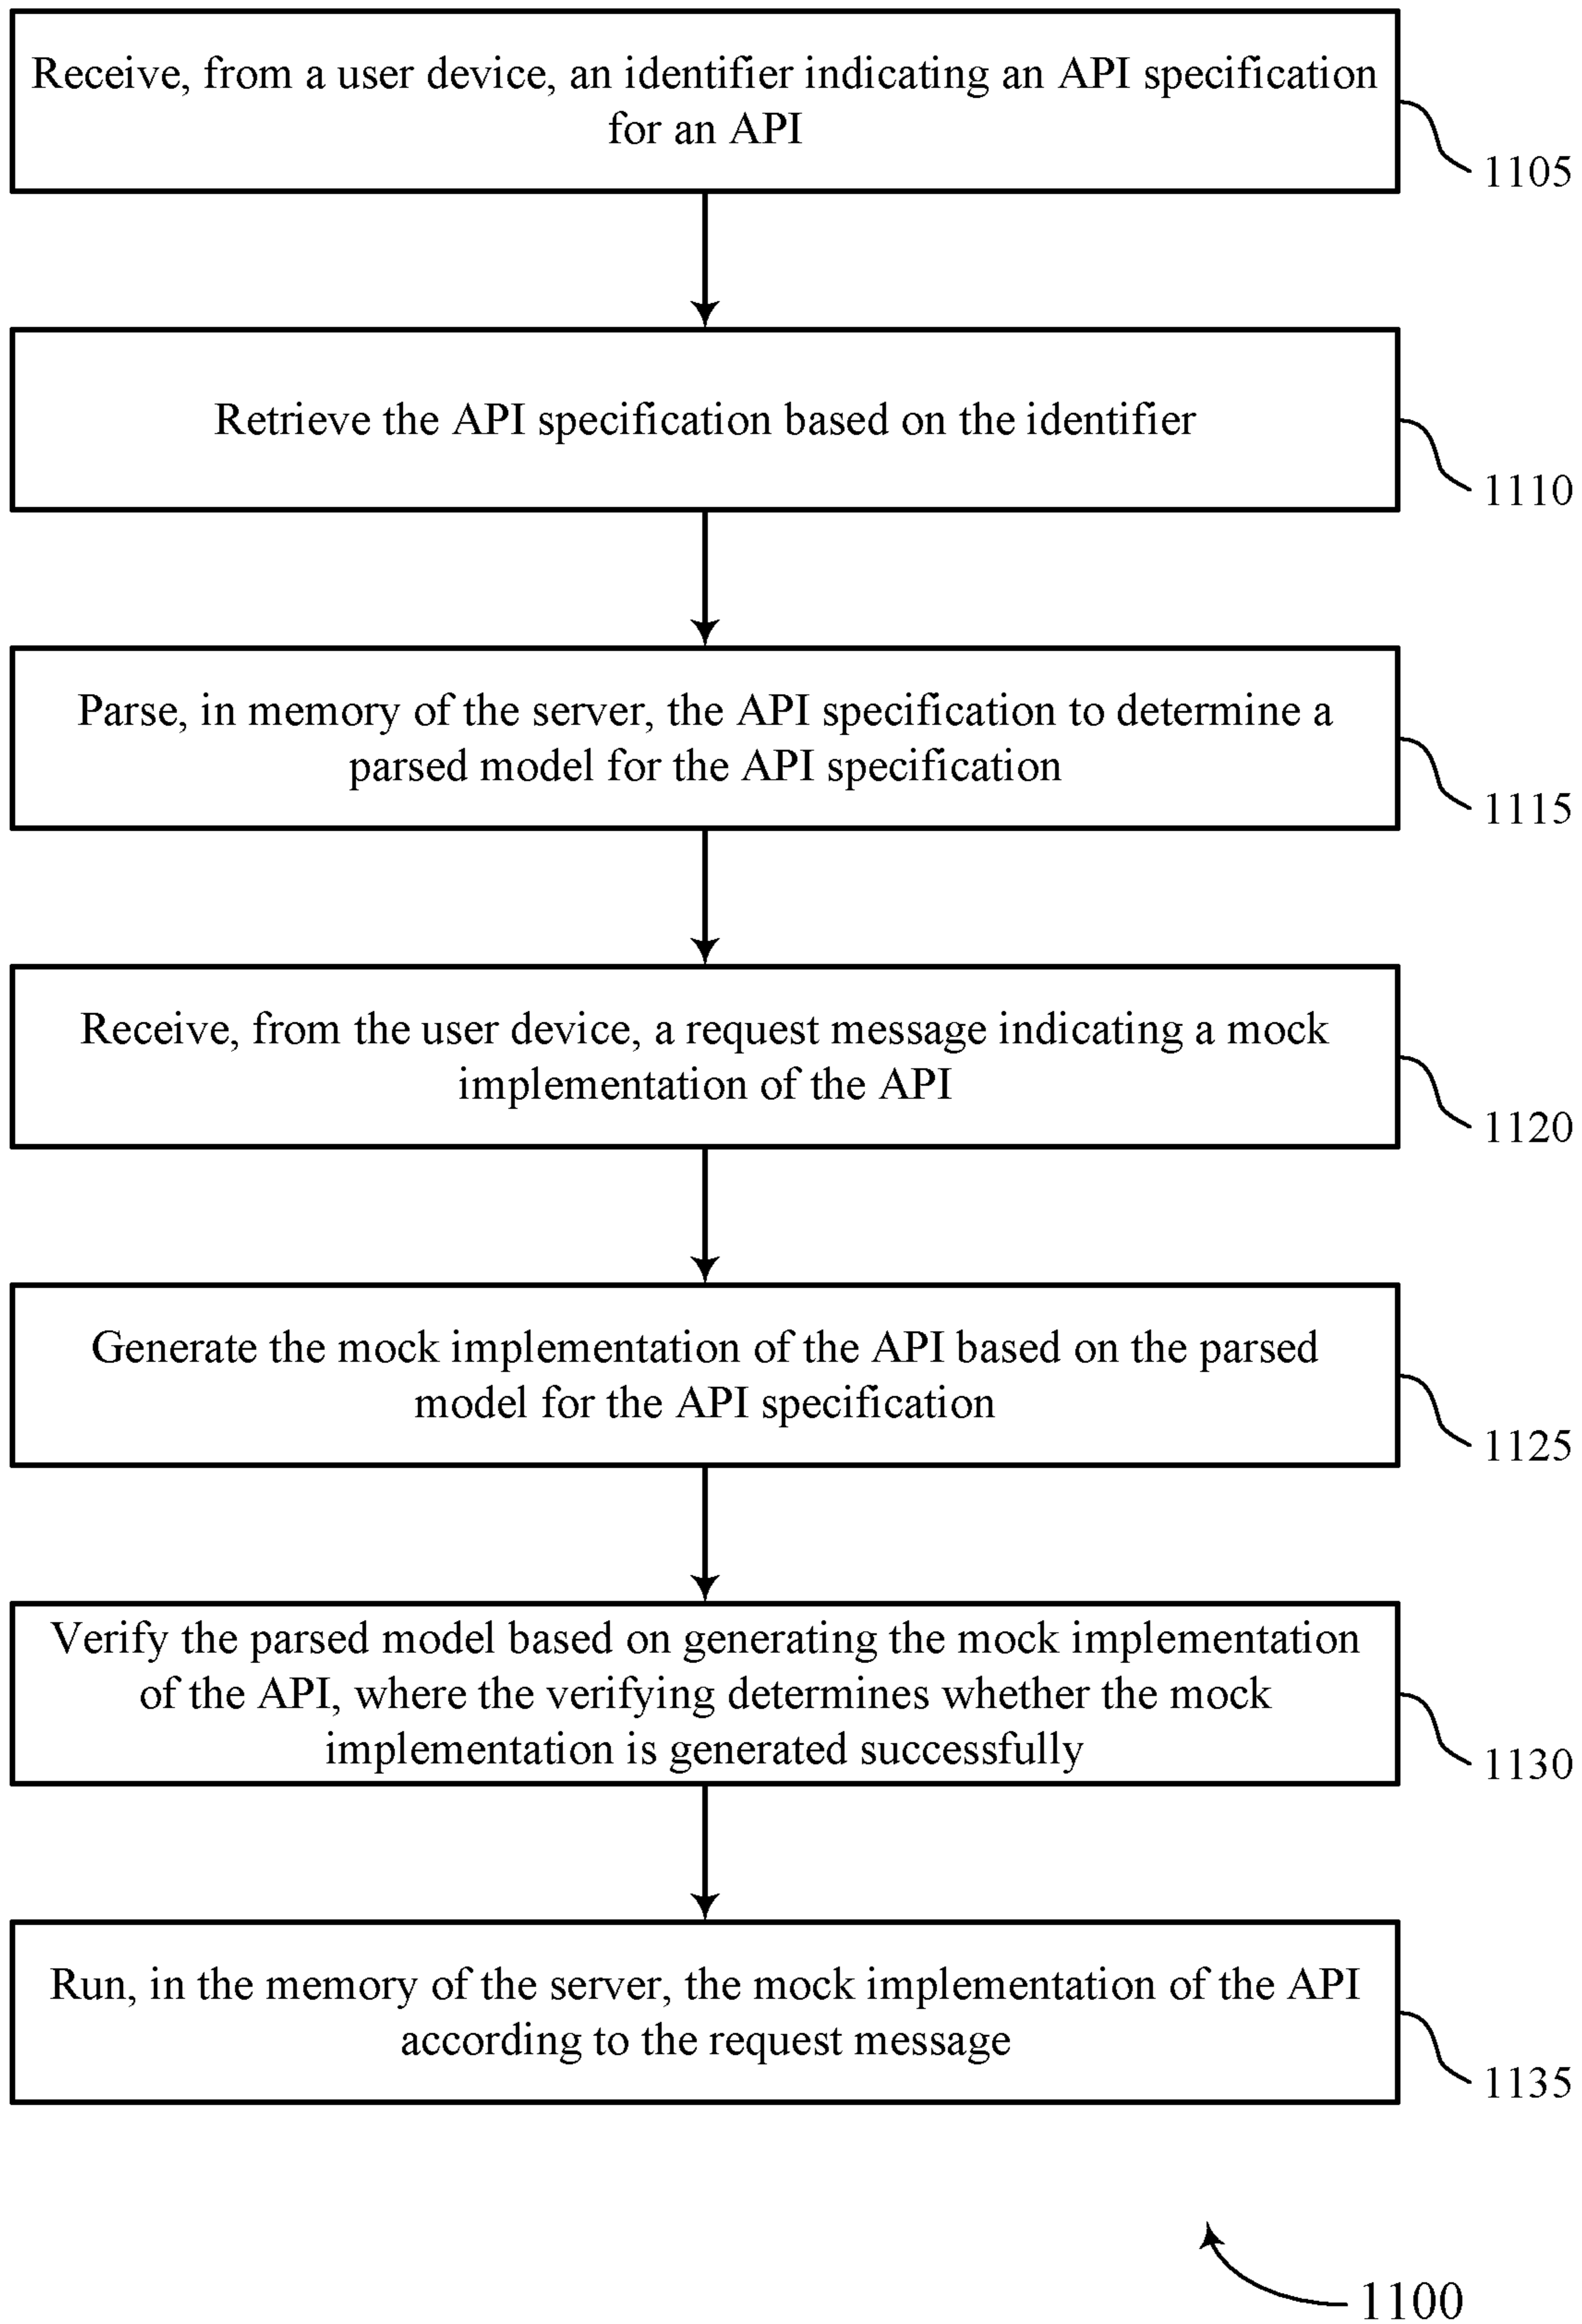 Receive, from a user device, an identifier indicating an API specification
for an API
1105
Retrieve the API specification based on the identifier
1110
Parse, in memory of the server, the API specification to determine a
parsed model for the API specification
1115
Receive, from the user device, a request message indicating a mock
implementation of the API
1120
Generate the mock implementation of the API based on the parsed
model for the API specification
1125
Verify the parsed model based on generating the mock implementation
of the API, where the verifying determines whether the mock
implementation is generated successfully
1130
Run, in the memory of the server, the mock implementation of the API
according to the request message
1135
1100